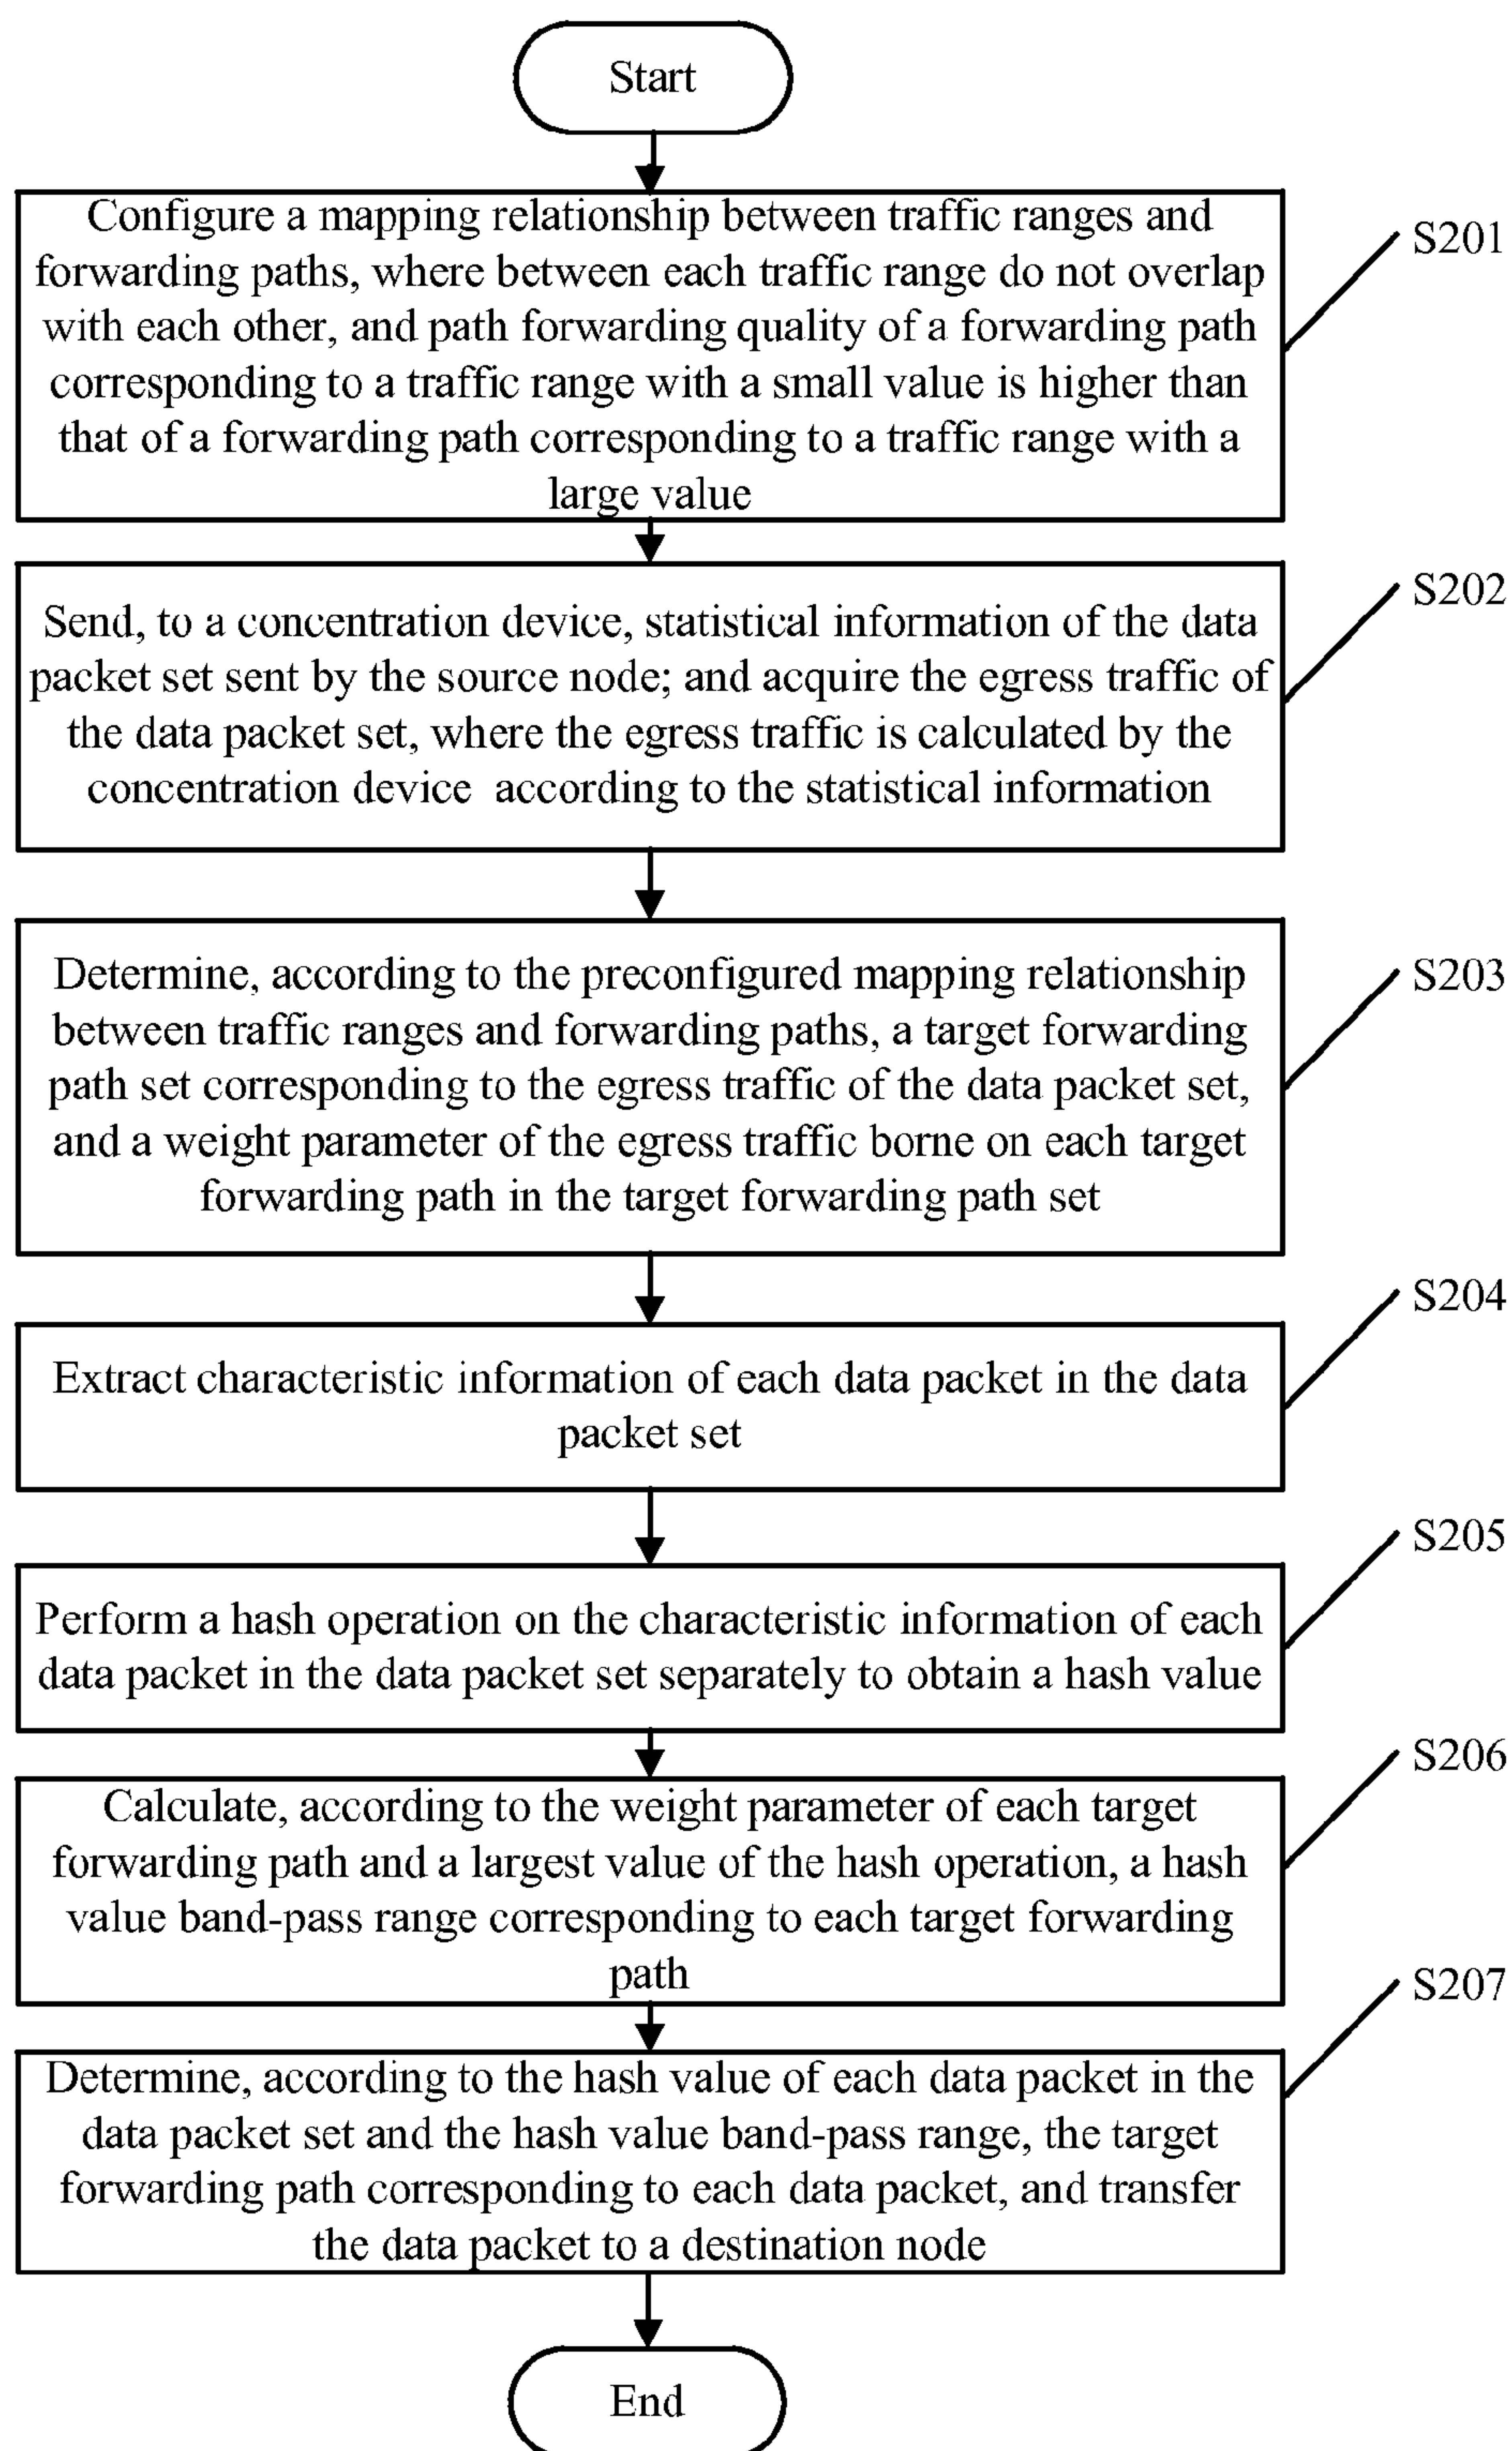 Start
Configure a mapping relationship between traffic ranges and
forwarding paths, where between each traffic range do not overlap
with each other, and path forwarding quality of a forwarding path
corresponding to a traffic range with a small value is higher than
that of a forwarding path corresponding to a traffic range with a
large value
S201
Send, to a concentration device, statistical information of the data
packet set sent by the source node; and acquire the egress traffic of
the data packet set, where the egress traffic is calculated by the
concentration device according to the statistical information
S202
Determine, according to the preconfigured mapping relationship
between traffic ranges and forwarding paths, a target forwarding
path set corresponding to the egress traffic of the data packet set,
and a weight parameter of the egress traffic borne on each target
forwarding path in the target forwarding path set
S203
Extract characteristic information of each data packet in the data
packet set
S204
Perform a hash operation on the characteristic information of each
data packet in the data packet set separately to obtain a hash value
S205
Calculate, according to the weight parameter of each target
forwarding path and a largest value of the hash operation, a hash
value band-pass range corresponding to each target forwarding
path
S206
Determine, according to the hash value of each data packet in the
data packet set and the hash value band-pass range, the target
forwarding path corresponding to each data packet, and transfer
the data packet to a destination node
S207
End